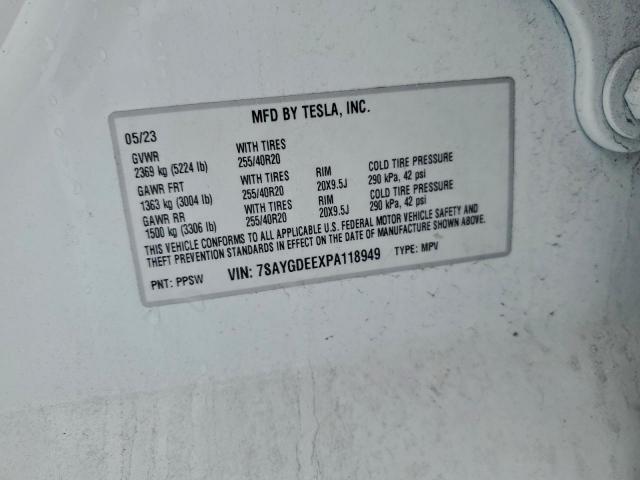 MFD BY TESLA, INC.
05/23
GVWR WITH TIRES
2369 kg (5224 lb) 255/40R20
GAWR FRT WITH TIRES RIM COLD TIRE PRESSURE
1363 kg (3004 lb) 255/40R20 20X9.5J 290 kPa, 42 psi
GAWR RR WITH TIRES RIM COLD TIRE PRESSURE
1500 kg (3306 lb) 255/40R20 20X9.5J 290 kPa, 42 psi
THIS VEHICLE CONFORMS TO ALL APPLICABLE U.S. FEDERAL MOTOR VEHICLE SAFETY AND
THEFT PREVENTION STANDARDS IN EFFECT ON THE DATE OF MANUFACTURE SHOWN ABOVE.
PNT: PPSW VIN: 7SAYGDEEXPA118949 TYPE: MPV